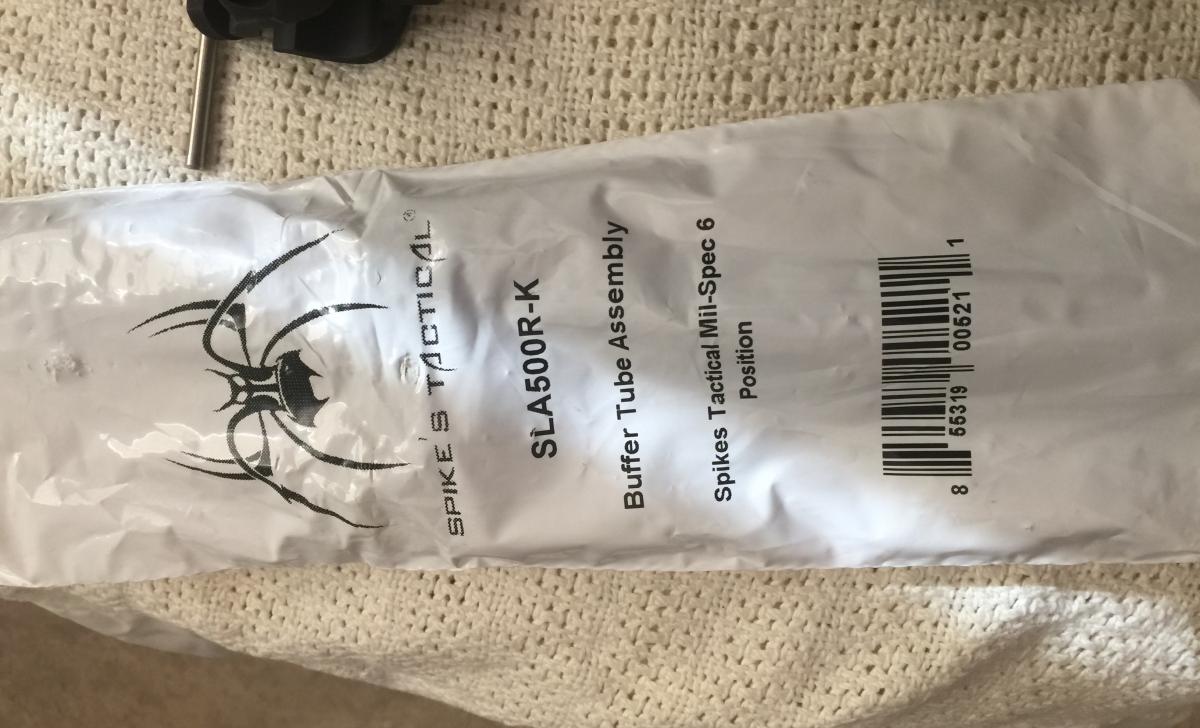 SPIKE'S TACTICAL®
SLA500R-K
Buffer Tube Assembly
Spikes Tactical Mil-Spec 6
Position
8 55319 00521 1